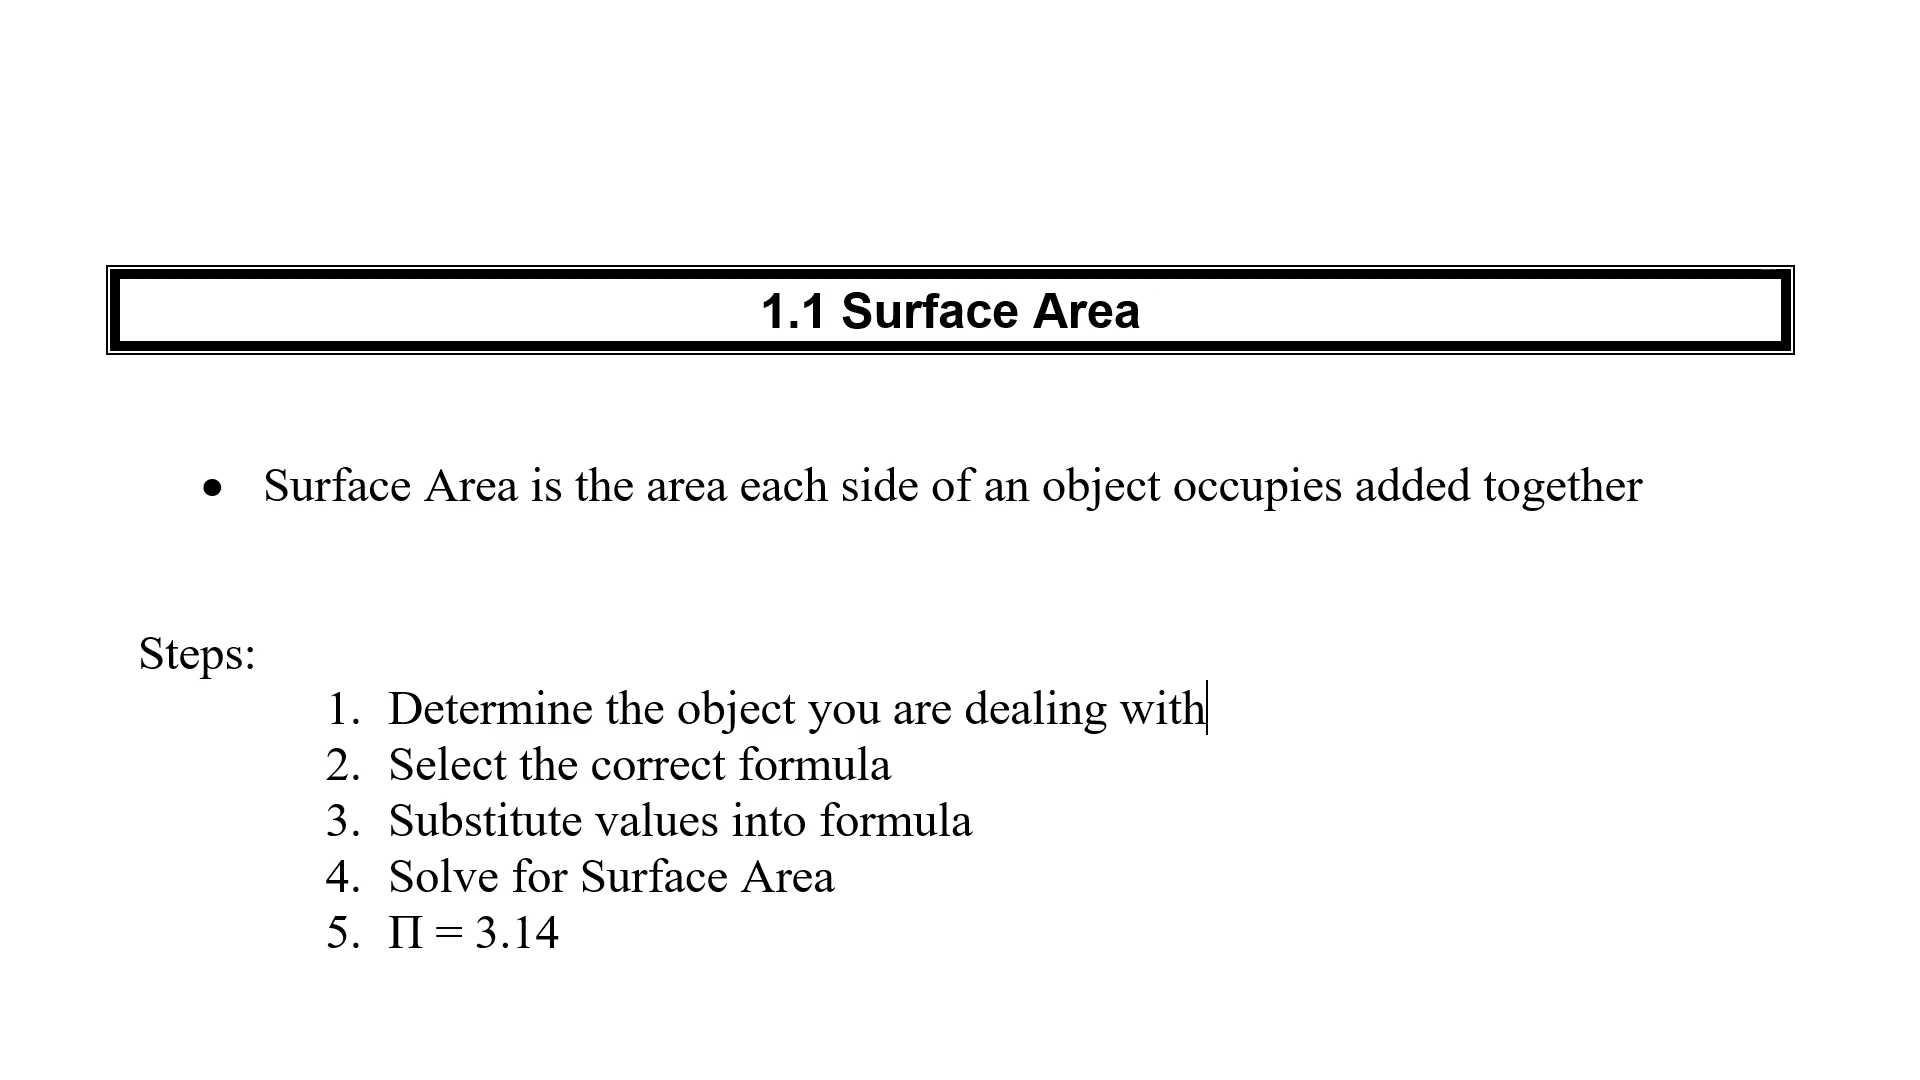 1.1 Surface Area
• Surface Area is the area each side of an object occupies added together
Steps:
1. Determine the object you are dealing with
2. Select the correct formula
3. Substitute values into formula
4. Solve for Surface Area
5. Π = 3.14